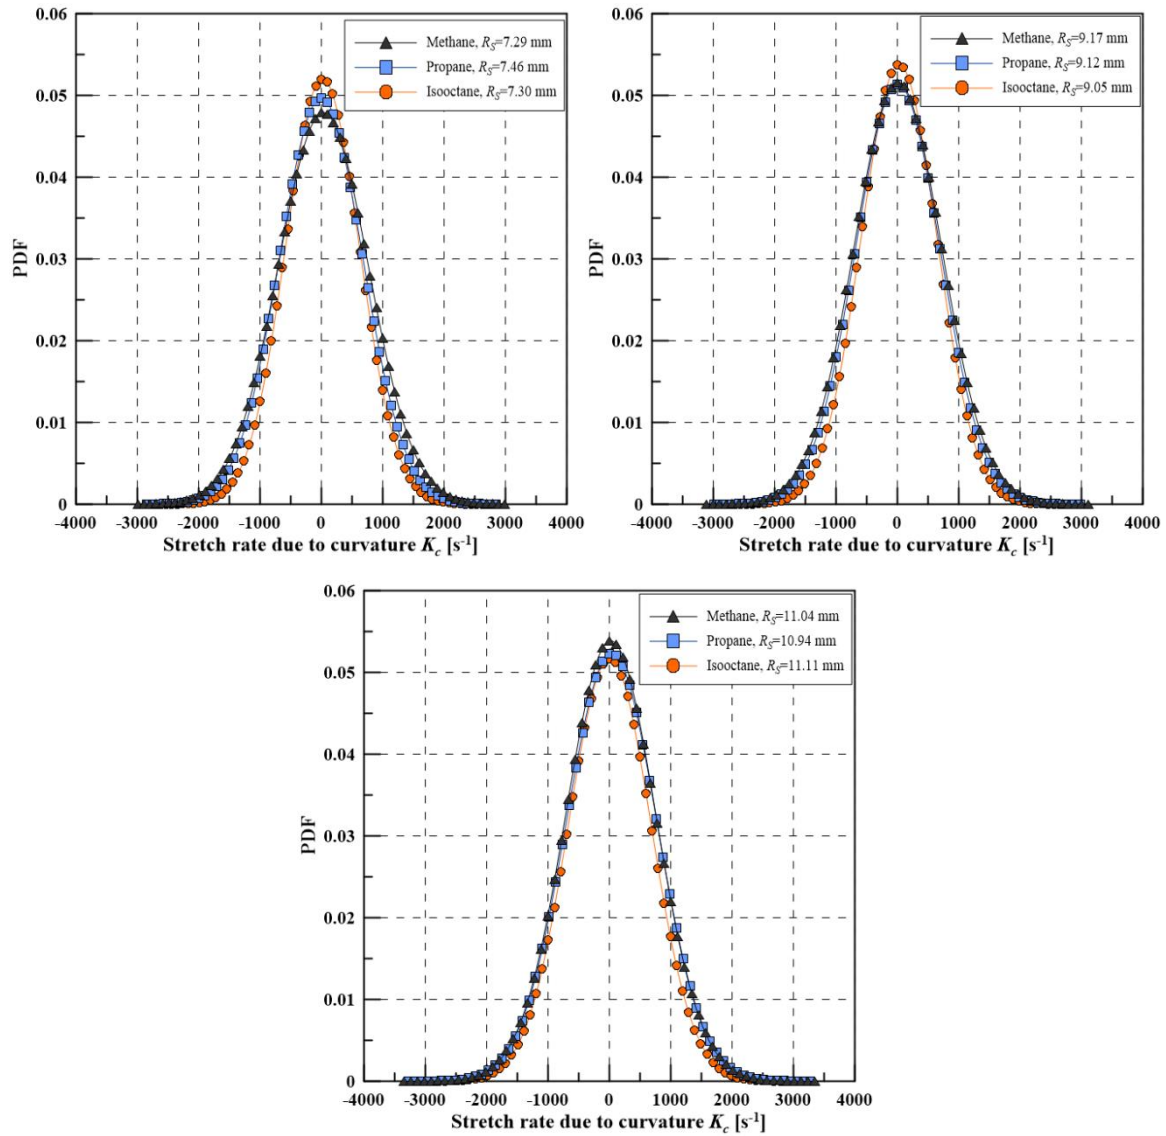 0.06
0.05
0.04
0.03
0.02
0.01
0
PDF
Methane, R_S=7.29 mm
Propane, R_S=7.46 mm
Isooctane, R_S=7.30 mm
-4000 -3000 -2000 -1000 0 1000 2000 3000 4000
Stretch rate due to curvature K_c [s⁻¹]
0.06
0.05
0.04
0.03
0.02
0.01
0
PDF
Methane, R_S=9.17 mm
Propane, R_S=9.12 mm
Isooctane, R_S=9.05 mm
-4000 -3000 -2000 -1000 0 1000 2000 3000 4000
Stretch rate due to curvature K_c [s⁻¹]
0.06
0.05
0.04
0.03
0.02
0.01
0
PDF
Methane, R_S=11.04 mm
Propane, R_S=10.94 mm
Isooctane, R_S=11.11 mm
-4000 -3000 -2000 -1000 0 1000 2000 3000 4000
Stretch rate due to curvature K_c [s⁻¹]